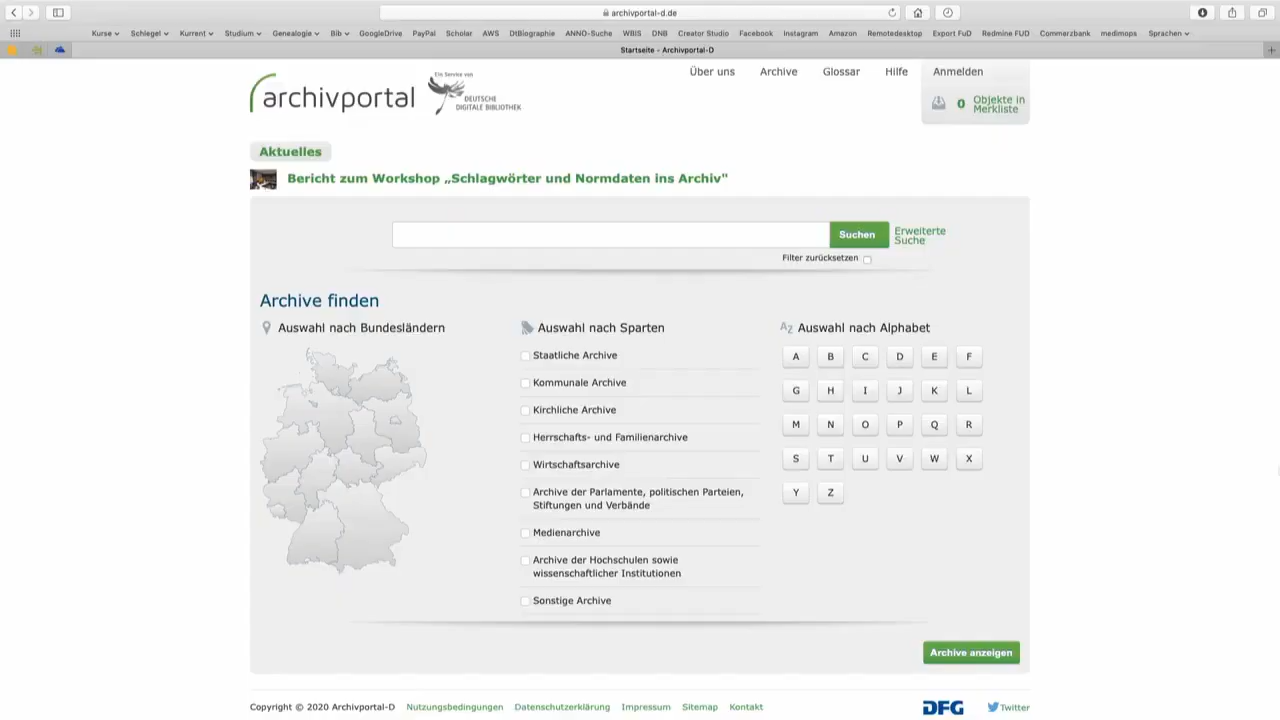 archivportal-d.de
Kurse Schlegel Kurrent Studium Genealogie Bib GoogleDrive PayPal Scholar AWS DtBiographie ANNO-Suche WBIS DNB Creator Studio Facebook Instagram Amazon Remotedesktop Export FuD Redmine FUD Commerzbank medimops Sprachen
Startseite - Archivportal-D
Über uns Archive Glossar Hilfe Anmelden
archivportal
Ein Service von
DEUTSCHE
DIGITALE BIBLIOTHEK
0 Objekte in
Merkliste
Aktuelles
Bericht zum Workshop „Schlagwörter und Normdaten ins Archiv"
Suchen
Erweiterte
Suche
Filter zurücksetzen
Archive finden
Auswahl nach Bundesländern
Auswahl nach Sparten
Staatliche Archive
Kommunale Archive
Kirchliche Archive
Herrschafts- und Familienarchive
Wirtschaftsarchive
Archive der Parlamente, politischen Parteien,
Stiftungen und Verbände
Medienarchive
Archive der Hochschulen sowie
wissenschaftlicher Institutionen
Sonstige Archive
AZ Auswahl nach Alphabet
A B C D E F
G H I J K L
M N O P Q R
S T U V W X
Y Z
Archive anzeigen
Copyright © 2020 Archivportal-D Nutzungsbedingungen Datenschutzerklärung Impressum Sitemap Kontakt
DFG Twitter